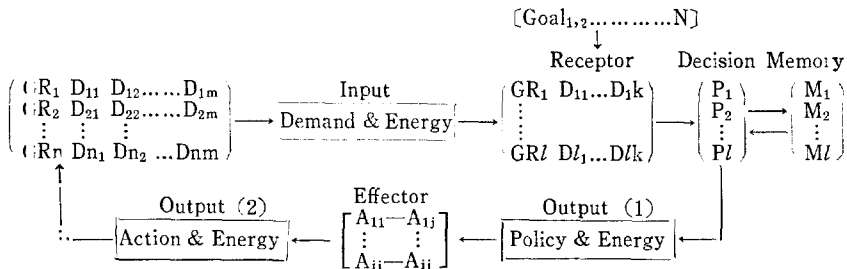 [Goal1,2…………N]
Receptor Decision Memory
Input
GR1 D11 D12……D1m
GR2 D21 D22……D2m
GRn Dn1 Dn2 …Dnm
Demand & Energy
GR1 D11…D1k
GRl Dl1…Dlk
P1
P2
Pl
M1
M2
Ml
Output (2)
Effector
Output (1)
Action & Energy
A11—A1j
Aij—Aij
Policy & Energy